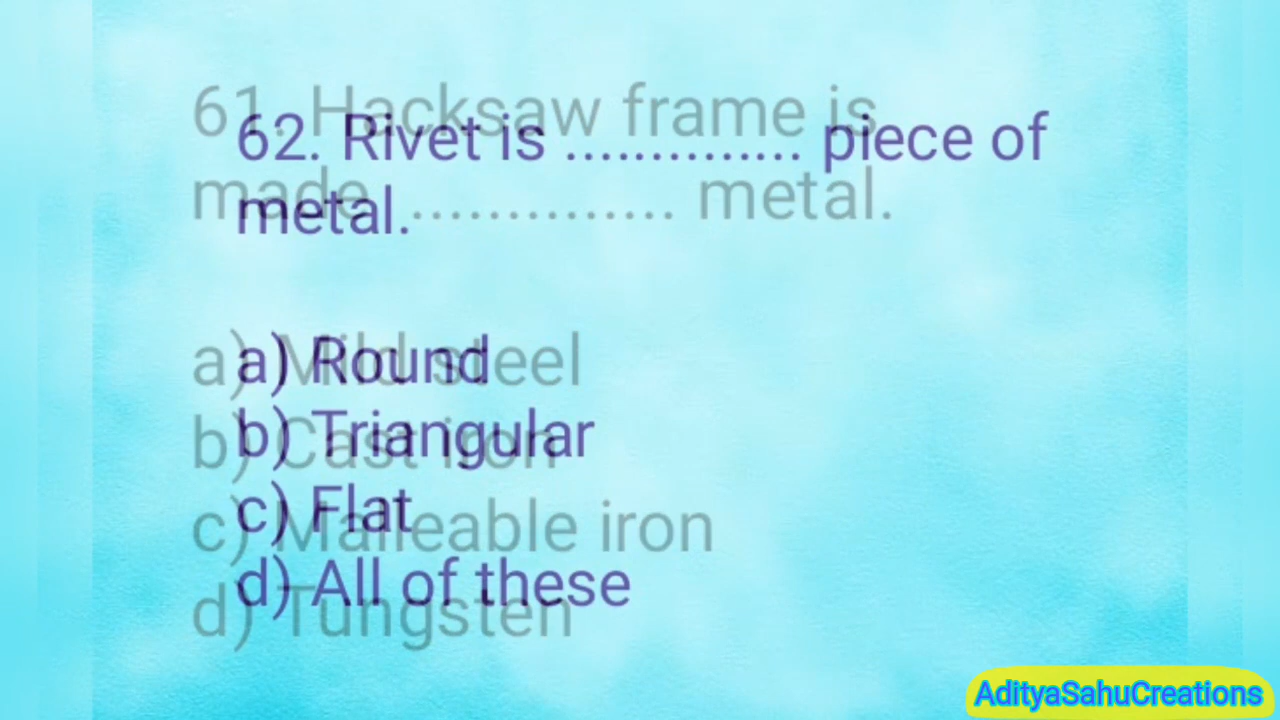 61. Hacksaw frame is
made .............. metal.
a) Mild steel
b) Cast iron
c) Malleable iron
d) Tungsten
62. Rivet is .............. piece of
metal.
a) Round
b) Triangular
c) Flat
d) All of these
AdityaSahuCreations